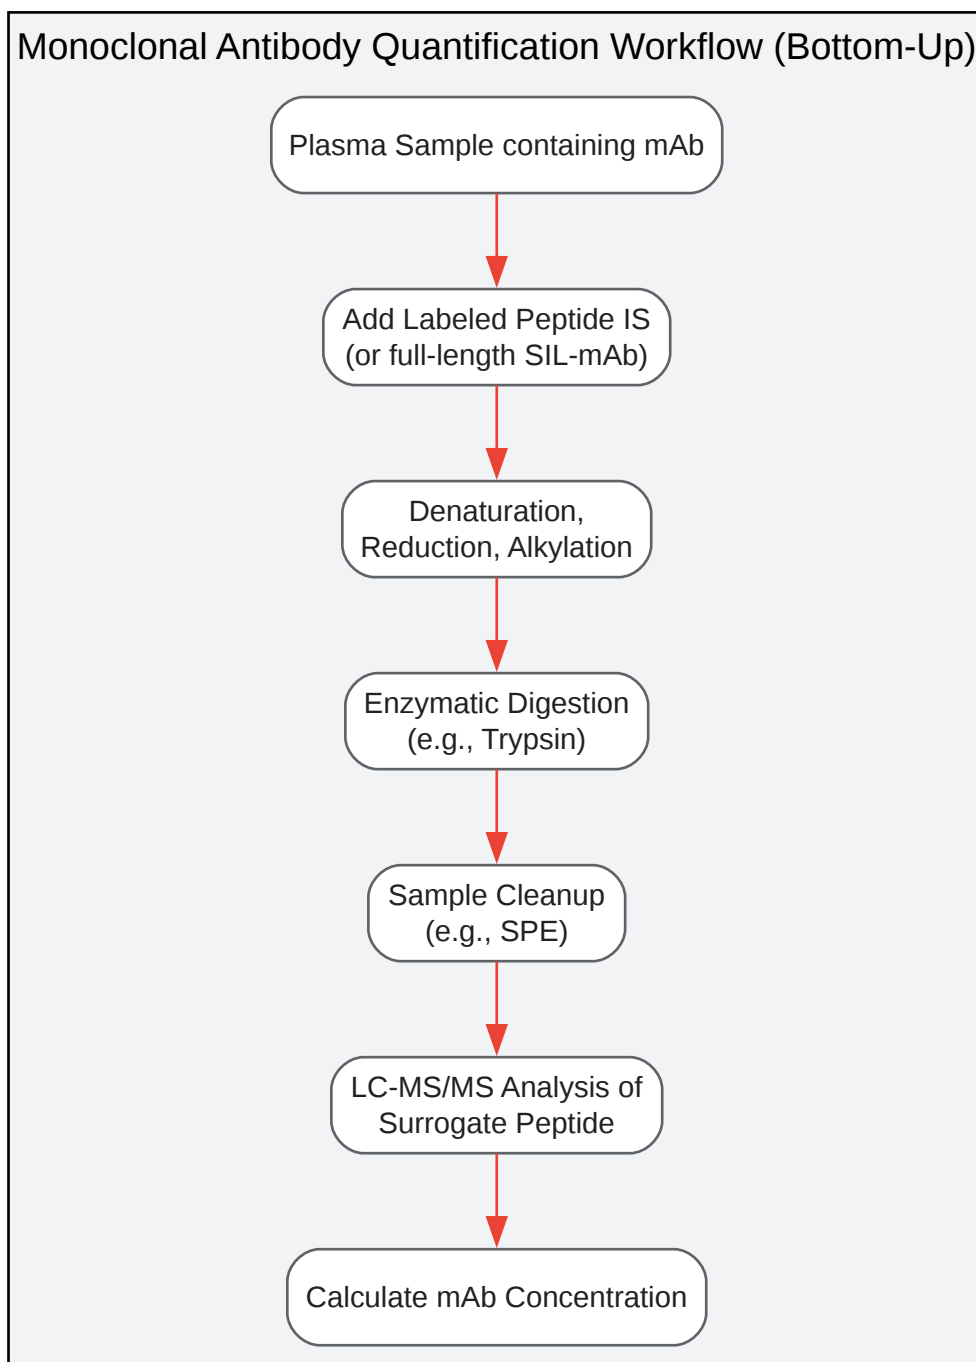 Monoclonal Antibody Quantification Workflow (Bottom-Up)
Plasma Sample containing mAb
Add Labeled Peptide IS
(or full-length SIL-mAb)
Denaturation,
Reduction, Alkylation
Enzymatic Digestion
(e.g., Trypsin)
Sample Cleanup
(e.g., SPE)
LC-MS/MS Analysis of
Surrogate Peptide
Calculate mAb Concentration